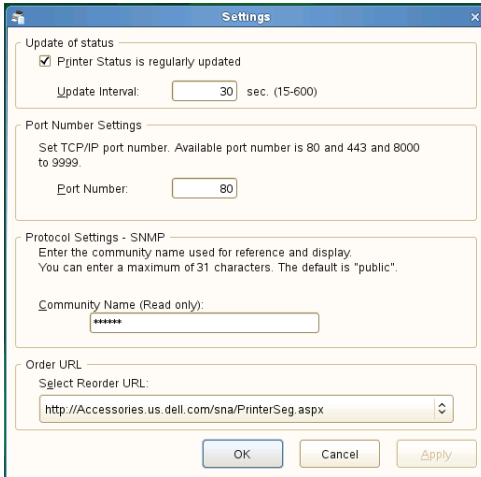 Settings
Update of status
Printer Status is regularly updated
Update Interval: 30 sec. (15-600)
Port Number Settings
Set TCP/IP port number. Available port number is 80 and 443 and 8000
to 9999.
Port Number: 80
Protocol Settings - SNMP
Enter the community name used for reference and display.
You can enter a maximum of 31 characters. The default is "public".
Community Name (Read only):
******
Order URL
Select Reorder URL:
http://Accessories.us.dell.com/sna/PrinterSeg.aspx
OK Cancel Apply